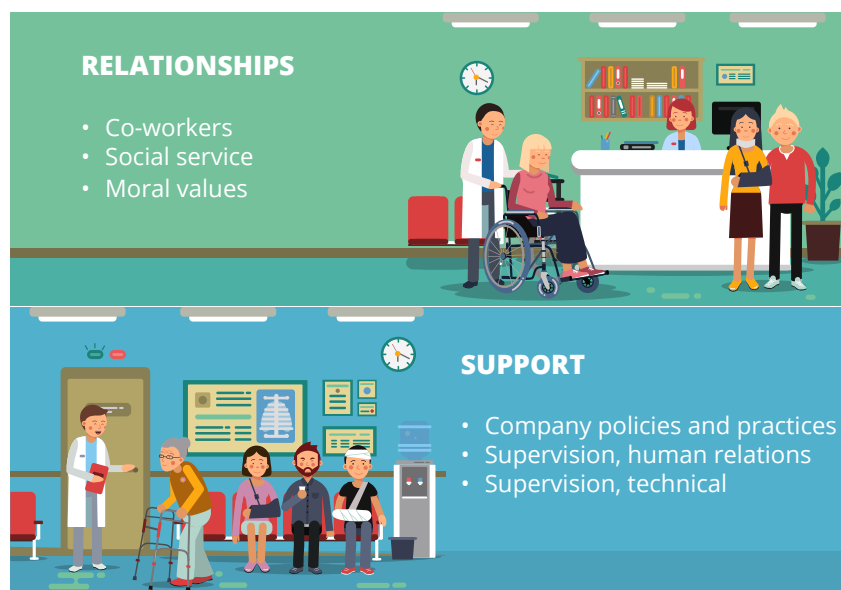 RELATIONSHIPS
• Co-workers
• Social service
• Moral values
SUPPORT
• Company policies and practices
• Supervision, human relations
• Supervision, technical